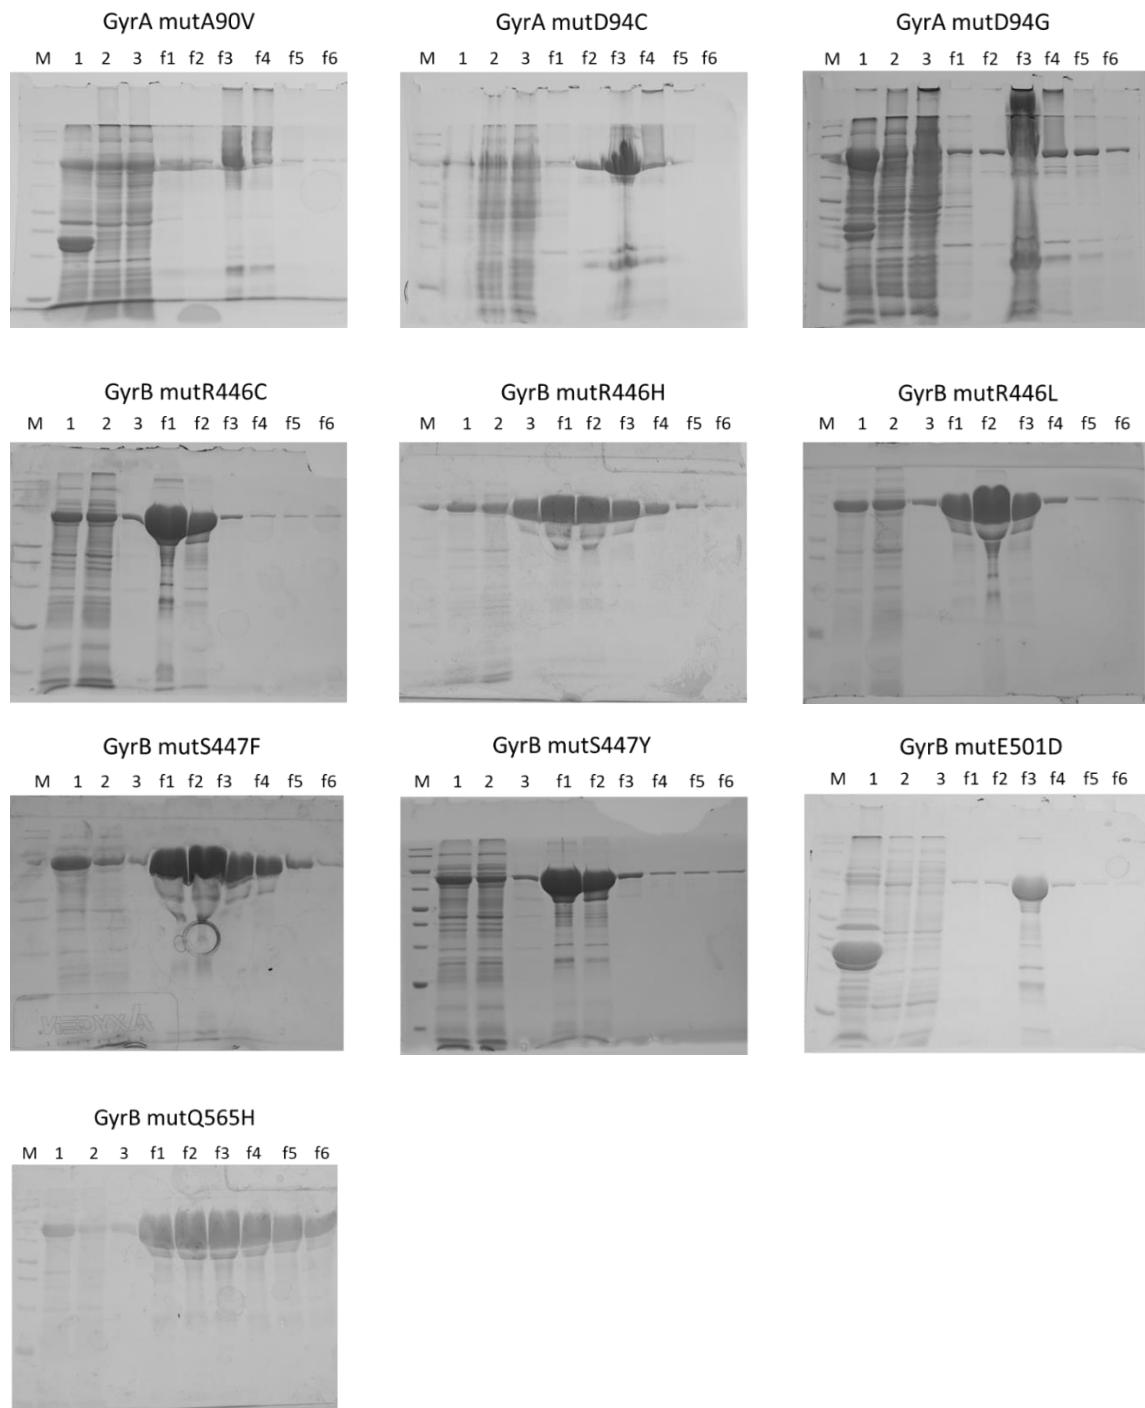 GyrA mutA90V
M 1 2 3 f1 f2 f3 f4 f5 f6
GyrA mutD94C
M 1 2 3 f1 f2 f3 f4 f5 f6
GyrA mutD94G
M 1 2 3 f1 f2 f3 f4 f5 f6
GyrB mutR446C
M 1 2 3 f1 f2 f3 f4 f5 f6
GyrB mutR446H
M 1 2 3 f1 f2 f3 f4 f5 f6
GyrB mutR446L
M 1 2 3 f1 f2 f3 f4 f5 f6
GyrB mutS447F
M 1 2 3 f1 f2 f3 f4 f5 f6
AXYGEN
GyrB mutS447Y
M 1 2 3 f1 f2 f3 f4 f5 f6
GyrB mutE501D
M 1 2 3 f1 f2 f3 f4 f5 f6
GyrB mutQ565H
M 1 2 3 f1 f2 f3 f4 f5 f6